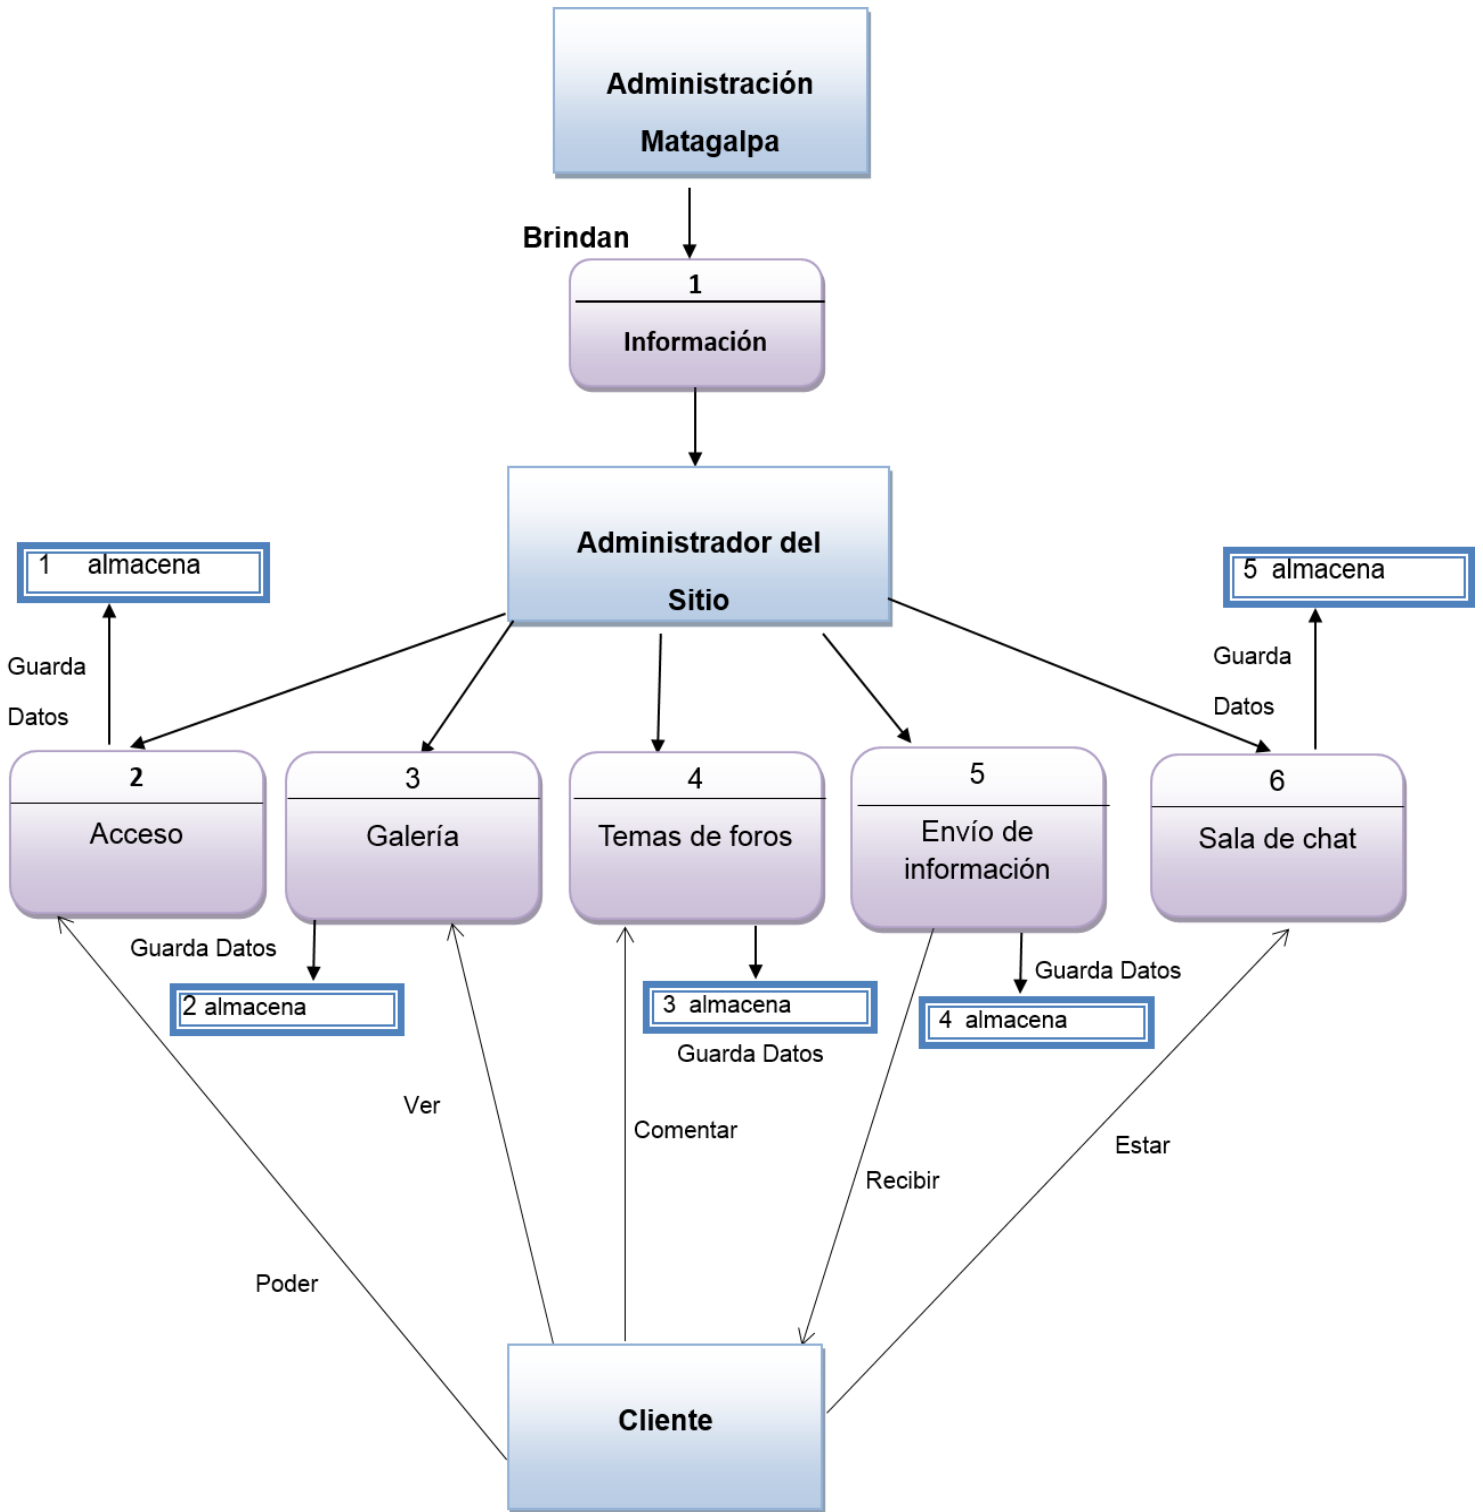 Administración
Matagalpa
Brindan
1
Información
Administrador del
Sitio
1 almacena
5 almacena
Guarda
Datos
Guarda
Datos
2
Acceso
3
Galería
4
Temas de foros
5
Envío de
información
6
Sala de chat
Guarda Datos
2 almacena
3 almacena
Guarda Datos
Guarda Datos
4 almacena
Ver
Comentar
Recibir
Estar
Poder
Cliente